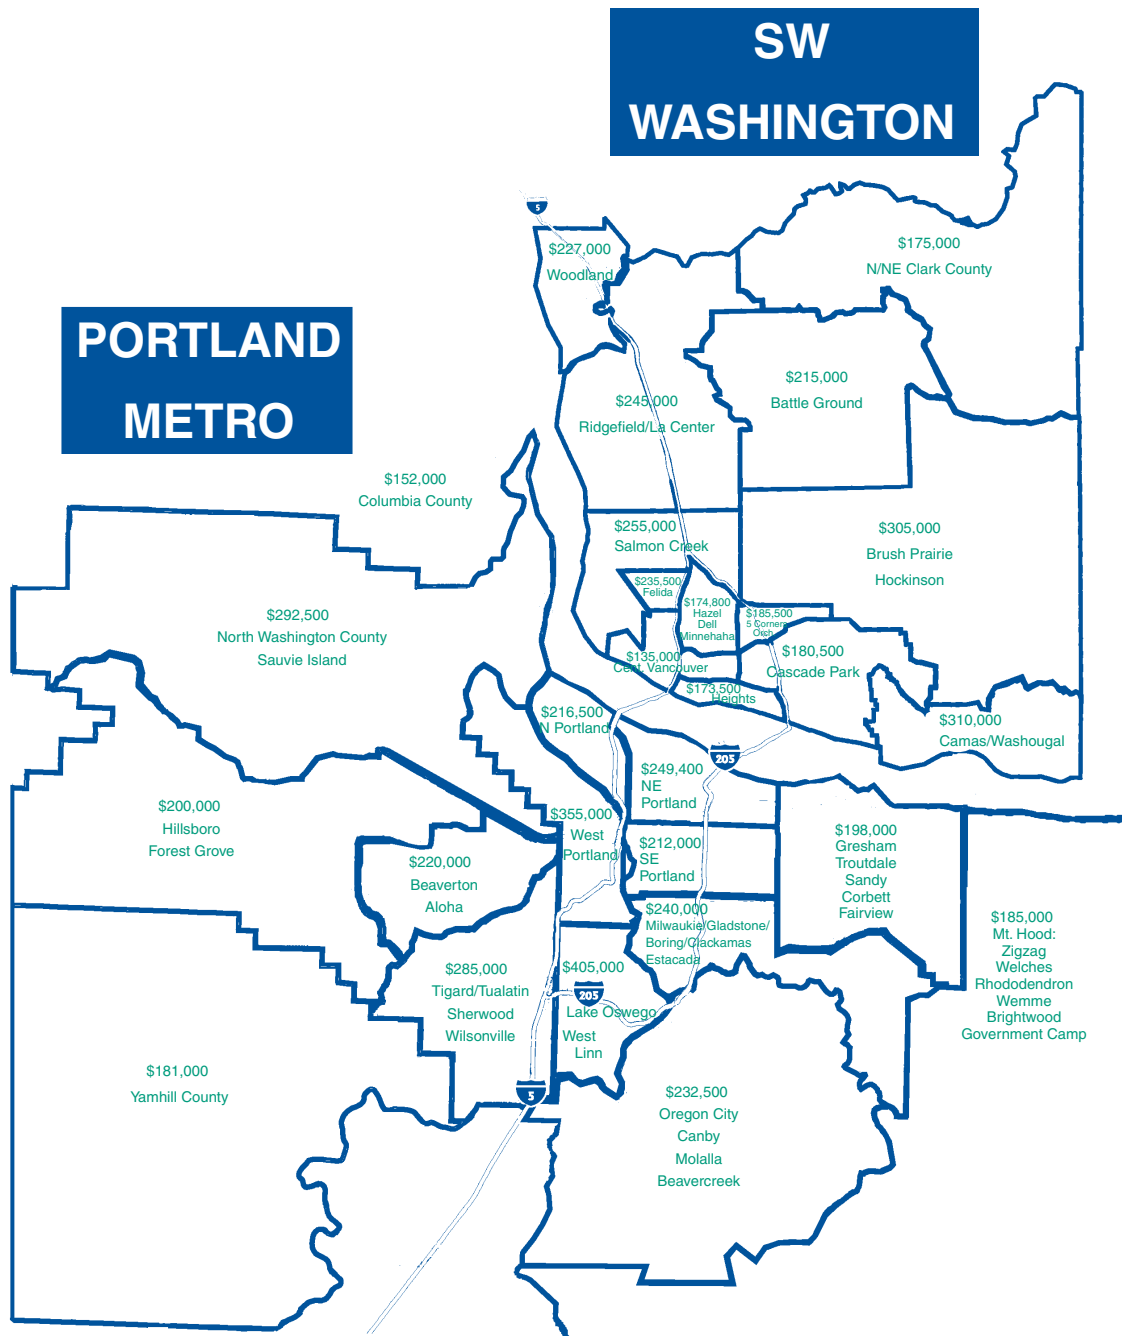 SW
WASHINGTON
5
$227,000
Woodland
$175,000
N/NE Clark County
PORTLAND
METRO
$215,000
Battle Ground
$245,000
Ridgefield/La Center
$152,000
Columbia County
$255,000
Salmon Creek
$305,000
Brush Prairie
Hockinson
$235,500
Felida
$174,800
Hazel
Dell
Minnehaha
$185,500
5 Corners
Orch.
$292,500
North Washington County
Sauvie Island
$135,000
Cent. Vancouver
$180,500
Cascade Park
$173,500
Heights
$216,500
N Portland
$310,000
Camas/Washougal
205
$249,400
NE
Portland
$200,000
Hillsboro
Forest Grove
$355,000
West
Portland
$212,000
SE
Portland
$198,000
Gresham
Troutdale
Sandy
Corbett
Fairview
$220,000
Beaverton
Aloha
$240,000
Milwaukie/Gladstone/
Boring/Clackamas
Estacada
$185,000
Mt. Hood:
Zigzag
Welches
Rhododendron
Wemme
Brightwood
Government Camp
$285,000
Tigard/Tualatin
Sherwood
Wilsonville
$405,000
205
Lake Oswego
West
Linn
$181,000
Yamhill County
5
$232,500
Oregon City
Canby
Molalla
Beavercreek